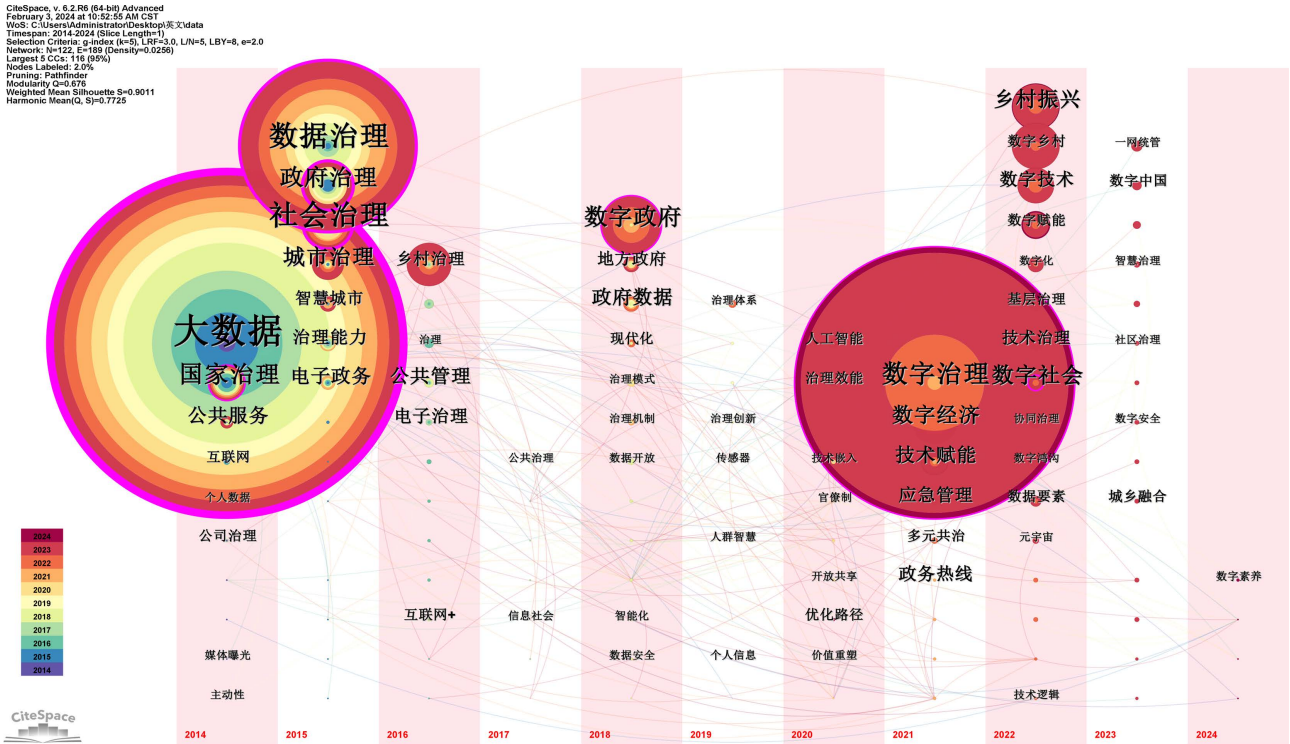 CiteSpace, v. 6.2.R6 (64-bit) Advanced
February 3, 2024 at 10:52:55 AM CST
WoS: C:\Users\Administrator\Desktop\英文\data
Timespan: 2014-2024 (Slice Length=1)
Selection Criteria: g-index (k=5), LRF=3.0, L/N=5, LBY=8, e=2.0
Network: N=122, E=189 (Density=0.0256)
Largest 5 CCs: 116 (95%)
Nodes Labeled: 2.0%
Pruning: Pathfinder
Modularity Q=0.676
Weighted Mean Silhouette S=0.9011
Harmonic Mean(Q, S)=0.7725
大数据
国家治理
公共服务
互联网
个人数据
公司治理
媒体曝光
主动性
数据治理
政府治理
社会治理
城市治理
智慧城市
治理能力
电子政务
乡村治理
治理
公共管理
电子治理
互联网+
公共治理
信息社会
数字政府
地方政府
政府数据
现代化
治理模式
治理机制
数据开放
智能化
数据安全
治理体系
治理创新
传感器
人群智慧
个人信息
人工智能
治理效能
技术嵌入
官僚制
开放共享
优化路径
价值重塑
数字治理
数字经济
技术赋能
应急管理
多元共治
政务热线
乡村振兴
数字乡村
数字技术
数字赋能
数字化
基层治理
技术治理
数字社会
协同治理
数字鸿沟
数据要素
元宇宙
技术逻辑
一网统管
数字中国
智慧治理
社区治理
数字安全
城乡融合
数字素养
2024
2023
2022
2021
2020
2019
2018
2017
2016
2015
2014
CiteSpace
2014
2015
2016
2017
2018
2019
2020
2021
2022
2023
2024